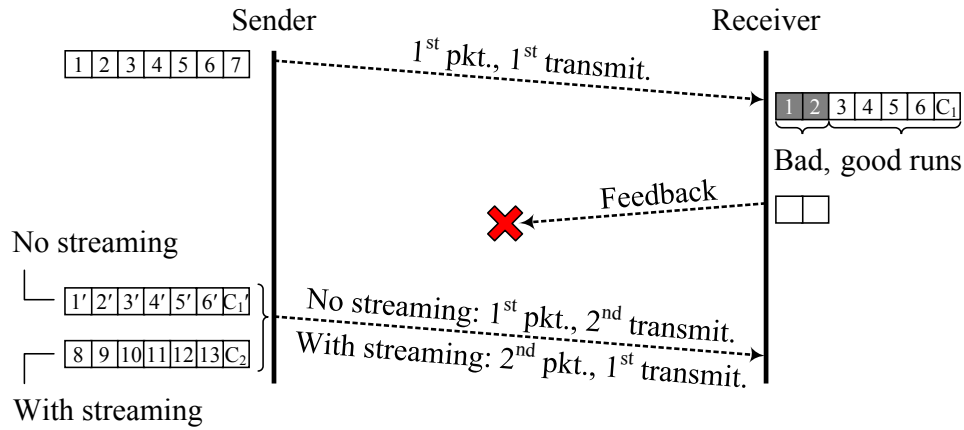 Sender
Receiver
1 2 3 4 5 6 7
1st pkt., 1st transmit.
1 2 3 4 5 6 C1
Bad, good runs
Feedback
No streaming
1′ 2′ 3′ 4′ 5′ 6′ C1′
No streaming: 1st pkt., 2nd transmit.
8 9 10 11 12 13 C2
With streaming: 2nd pkt., 1st transmit.
With streaming